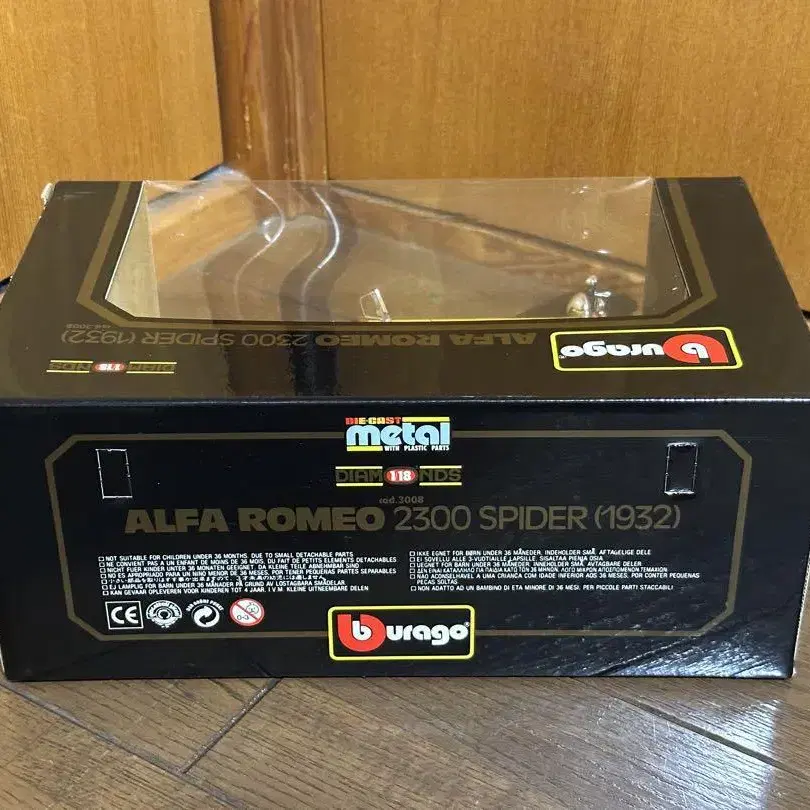 cod.3008
ALFA ROMEO 2300 SPIDER (1932)
DIAMONDS 1:18
burago
DIE-CAST
metal
WITH PLASTIC PARTS
DIAM 1/18 NDS
cod.3008
ALFA ROMEO 2300 SPIDER (1932)
NOT SUITABLE FOR CHILDREN UNDER 36 MONTHS. DUE TO SMALL DETACHABLE PARTS
NE CONVIENT PAS A UN ENFANT DE MOINS DE 36 MOIS. DU FAIT DE PETITS ELEMENTS DETACHABLES
NICHT FUER KINDER UNTER 36 MONATEN GEEIGNET. DA KLEINE TEILE ABNEHMBAR SIND
NO ES APROPIADO PARA UN NIÑO MENOR DE 36 MESES. POR TENER PEQUENAS PARTES SEPARABLES
EJ LAMPLIG FOR BARN UNDER 36 MÅNADER PÅ GRUND AV LOSTAGBARA SMÅDELAR
KAN GEVAAR OPLEVEREN VOOR KINDEREN TOT 4 JAAR. I.V.M. KLEINE UITNEEMBARE DELEN
IKKE EGNET FOR BØRN UNDER 36 MÅNEDER. INDEHOLDER SMÅ. AFTAGELIGE DELE
EI SOVELLU ALLE 3-VUOTIAILLE LAPSILLE. SISALTAA PIENIA OSIA
UEGNET FOR BARN UNDER 36 MÅNEDER. INNEHOLDER SMÅ. AVTAGBARE DELER
NAO ACONSELHAVEL A UMA CRIANCA COM IDADE INFERIOR AOS 36 MESES. POR CONTER PEQUENAS
PECAS SOLTAS
NON ADATTO AD UN BAMBINO DI ETA MINORE DI 36 MESI. PER PICCOLE PARTI STACCABILI
CE
0-3
burago